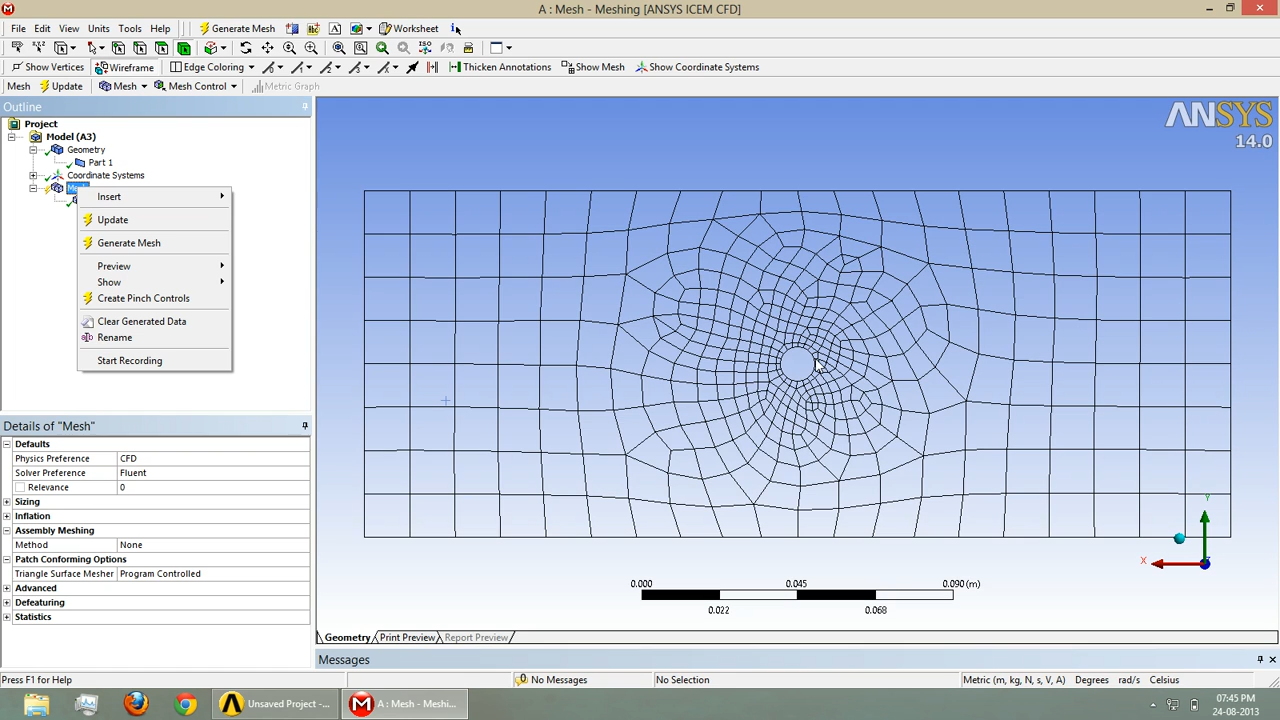 A : Mesh - Meshing [ANSYS ICEM CFD]
File Edit View Units Tools Help Generate Mesh A Worksheet
ISO
Show Vertices Wireframe Edge Coloring Thicken Annotations Show Mesh Show Coordinate Systems
Mesh Update Mesh Mesh Control Metric Graph
Outline
Project
Model (A3)
Geometry
Part 1
Coordinate Systems
Insert
Update
Generate Mesh
Preview
Show
Create Pinch Controls
Clear Generated Data
Rename
Start Recording
ANSYS
14.0
Details of "Mesh"
Defaults
Physics Preference CFD
Solver Preference Fluent
Relevance 0
Sizing
Inflation
Assembly Meshing
Method None
Patch Conforming Options
Triangle Surface Mesher Program Controlled
Advanced
Defeaturing
Statistics
Y
X
0.000 0.045 0.090 (m)
0.022 0.068
Geometry Print Preview Report Preview
Messages
Press F1 for Help No Messages No Selection Metric (m, kg, N, s, V, A) Degrees rad/s Celsius
Unsaved Project -... A : Mesh - Meshi...
07:45 PM
24-08-2013